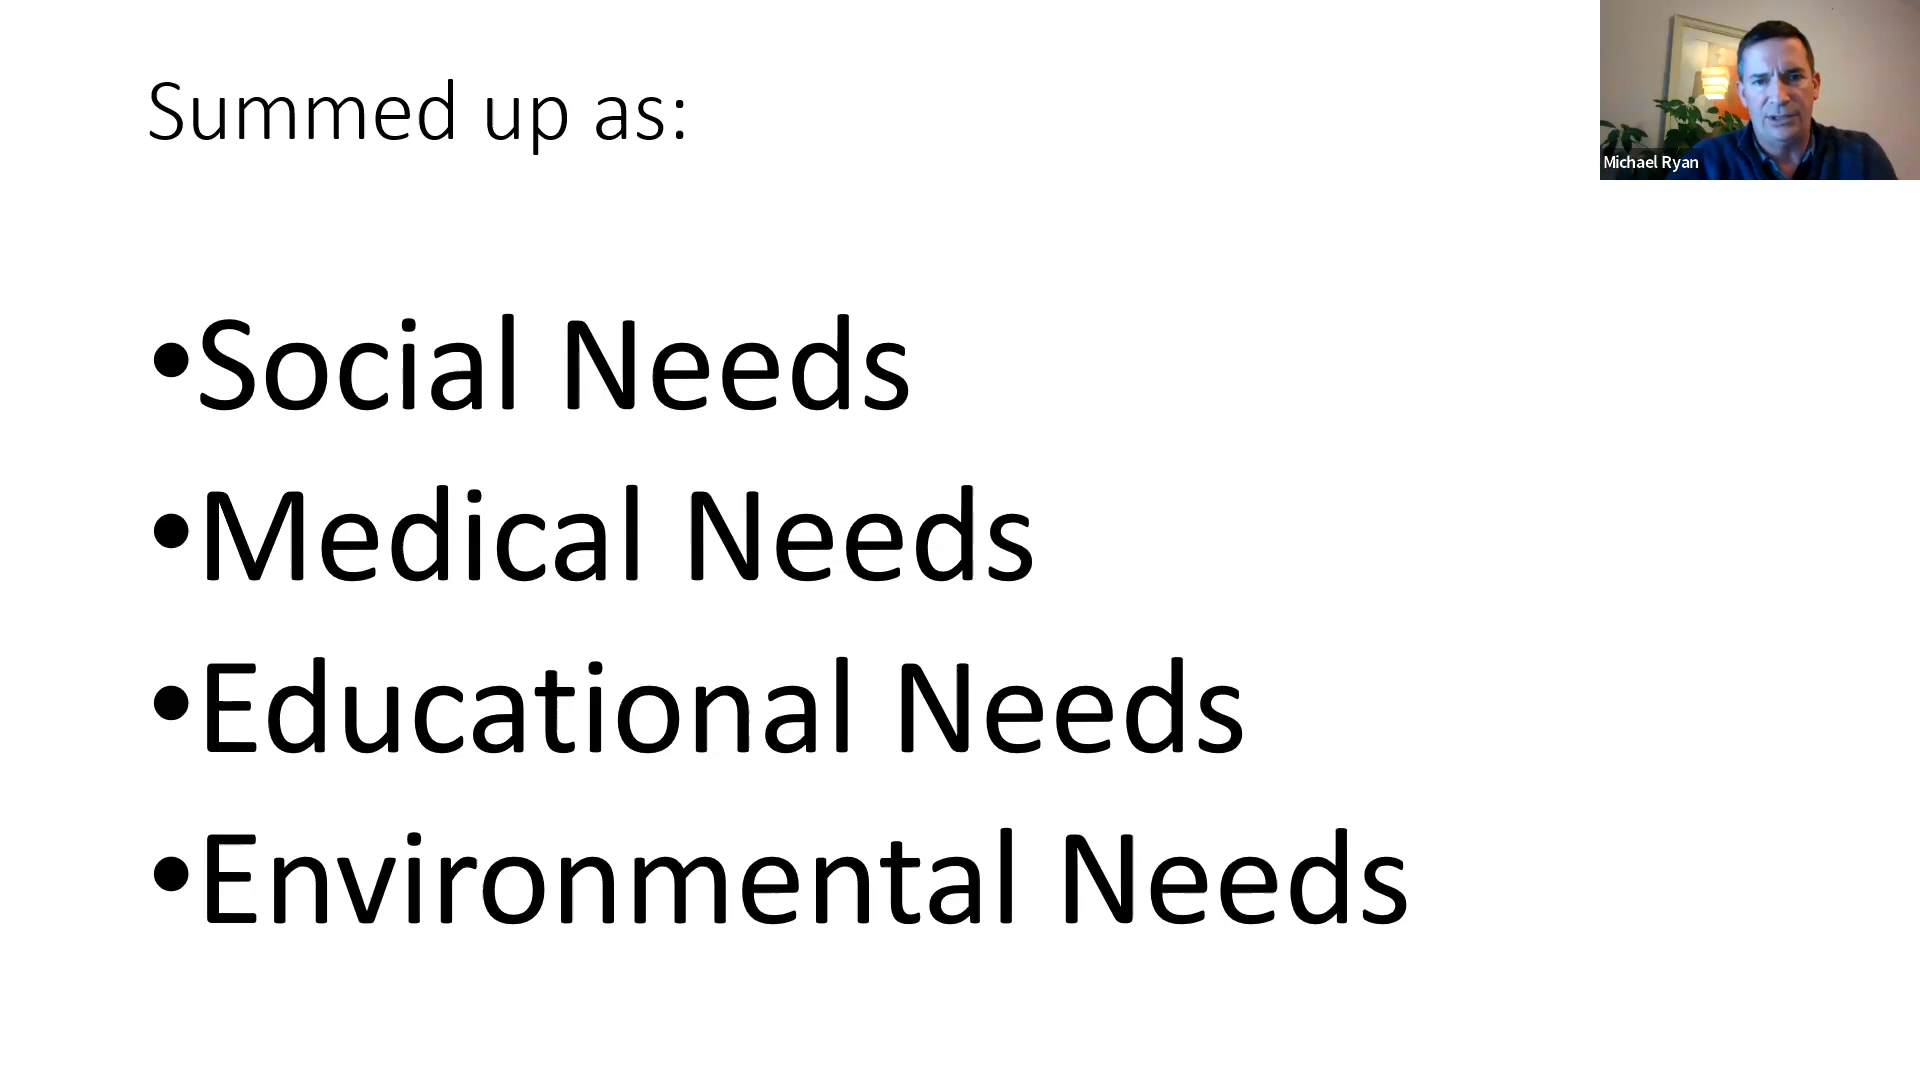 Summed up as:
Michael Ryan
•Social Needs
•Medical Needs
•Educational Needs
•Environmental Needs